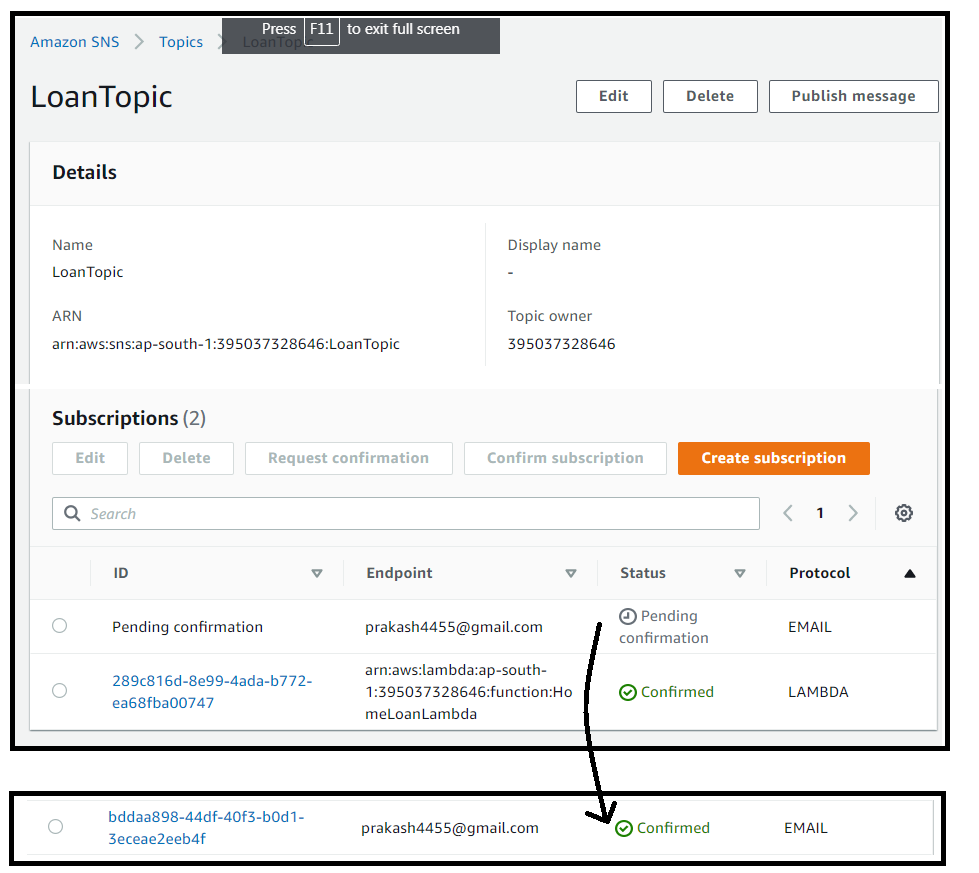 Press F11 to exit full screen
Amazon SNS Topics LoanTopic
LoanTopic
Edit Delete Publish message
Details
Name
LoanTopic
Display name
-
ARN
arn:aws:sns:ap-south-1:395037328646:LoanTopic
Topic owner
395037328646
Subscriptions (2)
Edit Delete Request confirmation Confirm subscription Create subscription
Search 1
ID Endpoint Status Protocol
Pending confirmation prakash4455@gmail.com Pending confirmation EMAIL
289c816d-8e99-4ada-b772-
ea68fba00747
arn:aws:lambda:ap-south-
1:395037328646:function:Ho
meLoanLambda
Confirmed LAMBDA
bddaa898-44df-40f3-b0d1-
3eceae2eeb4f
prakash4455@gmail.com Confirmed EMAIL